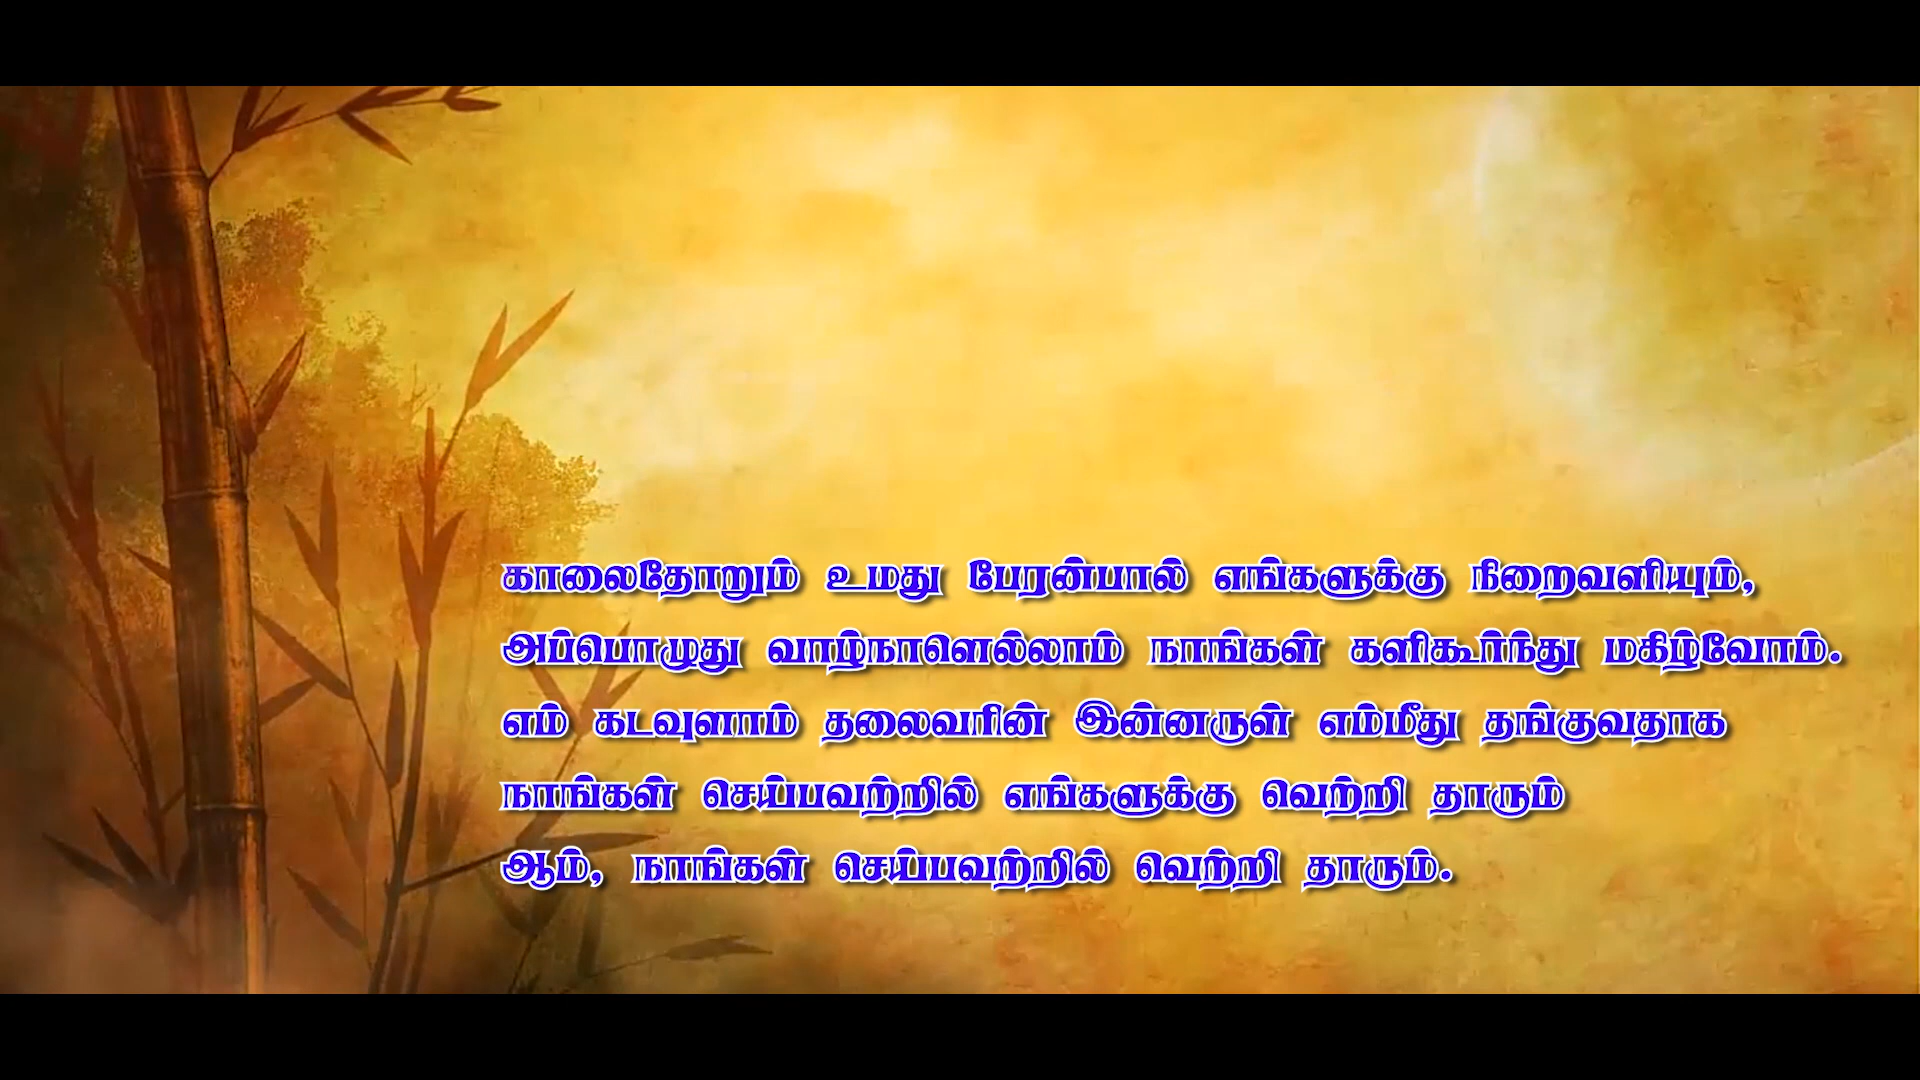 காலைதோறும் உமது பேரன்பால் எங்களுக்கு நிறைவளியும்,
அப்பொழுது வாழ்நாளெல்லாம் நாங்கள் களிகூர்ந்து மகிழ்வோம்.
எம் கடவுளாம் தலைவரின் இன்னருள் எம்மீது தங்குவதாக
நாங்கள் செய்பவற்றில் எங்களுக்கு வெற்றி தாரும்
ஆம், நாங்கள் செய்பவற்றில் வெற்றி தாரும்.